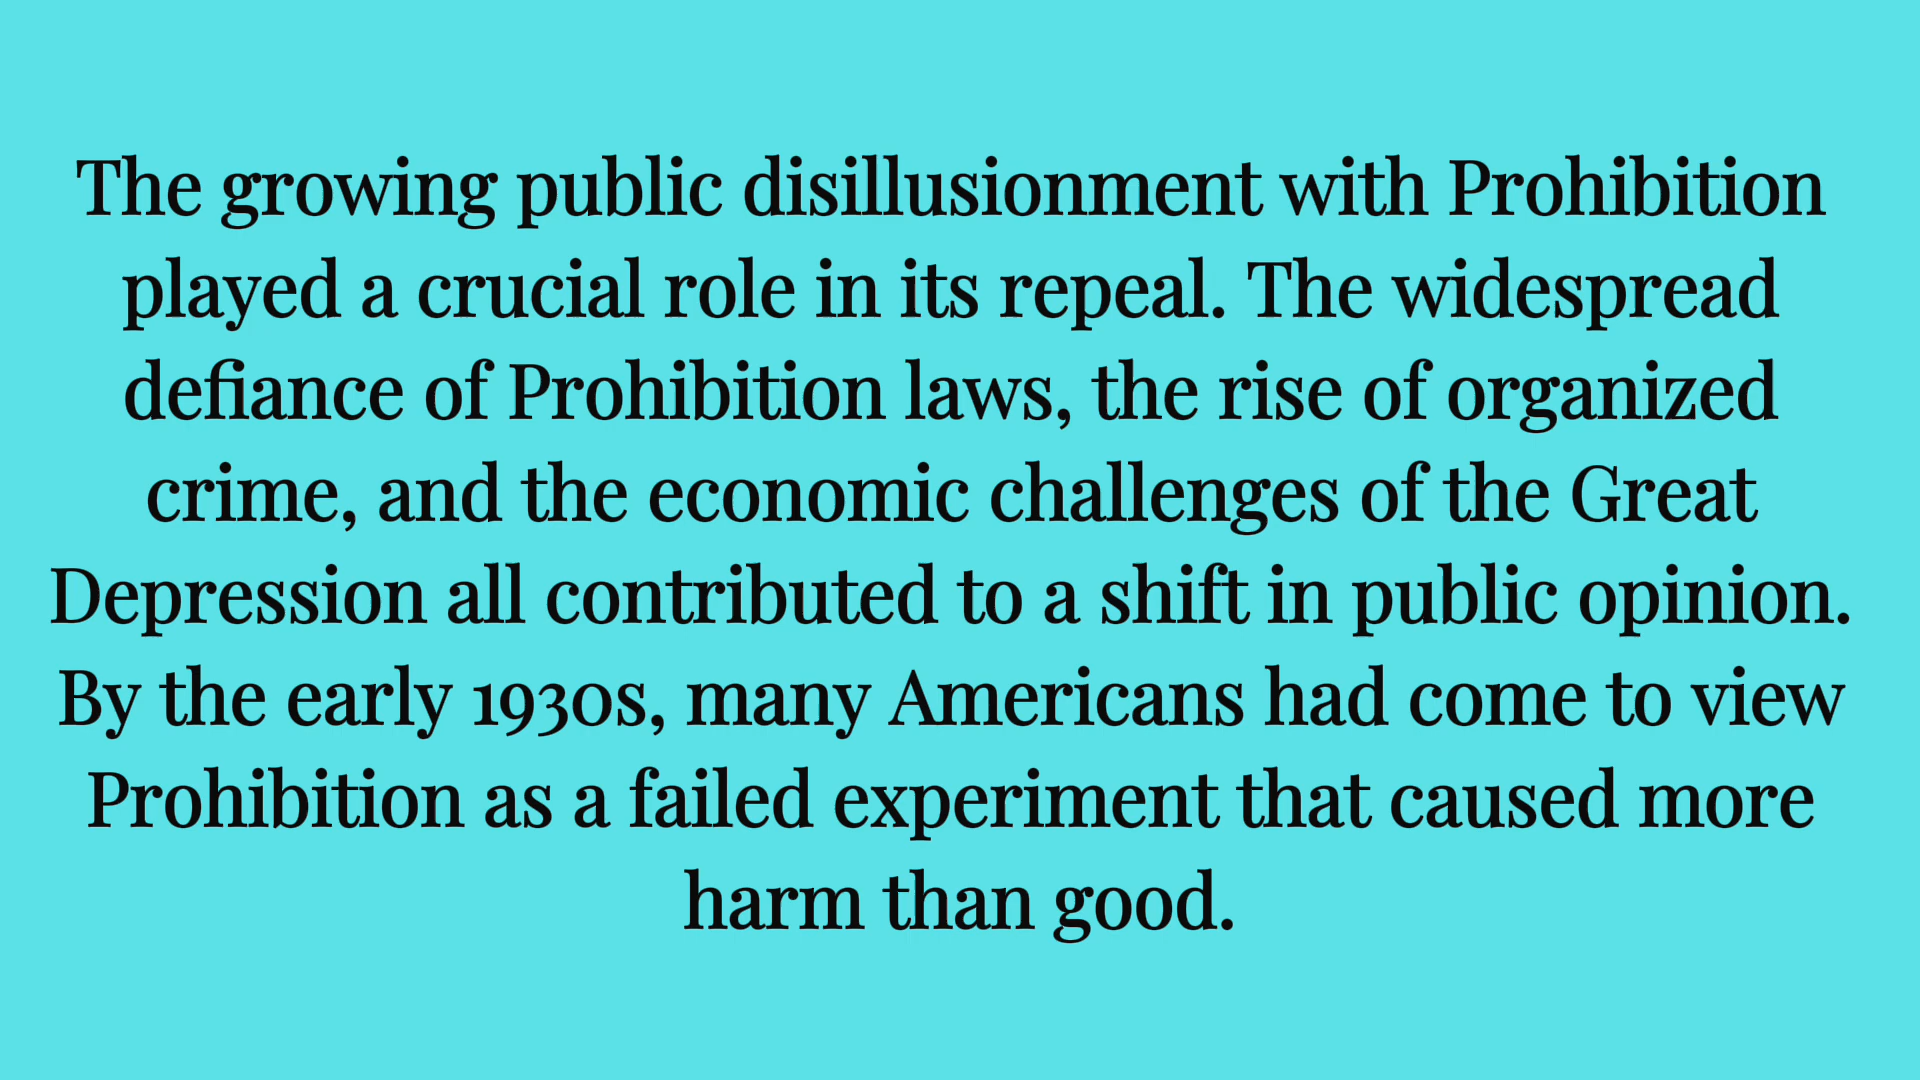 The growing public disillusionment with Prohibition
played a crucial role in its repeal. The widespread
defiance of Prohibition laws, the rise of organized
crime, and the economic challenges of the Great
Depression all contributed to a shift in public opinion.
By the early 1930s, many Americans had come to view
Prohibition as a failed experiment that caused more
harm than good.